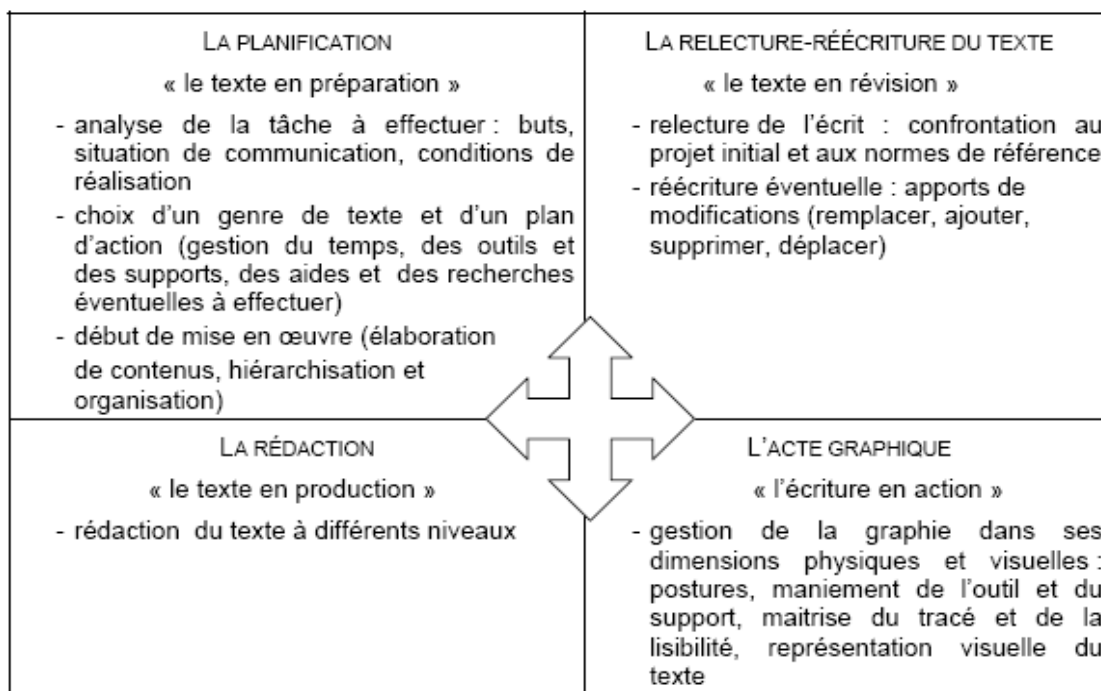 LA PLANIFICATION
« le texte en préparation »
- analyse de la tâche à effectuer : buts,
situation de communication, conditions de
réalisation
- choix d'un genre de texte et d'un plan
d'action (gestion du temps, des outils et
des supports, des aides et des recherches
éventuelles à effectuer)
- début de mise en œuvre (élaboration
de contenus, hiérarchisation et
organisation)
LA RELECTURE-RÉÉCRITURE DU TEXTE
« le texte en révision »
- relecture de l'écrit : confrontation au
projet initial et aux normes de référence
- réécriture éventuelle : apports de
modifications (remplacer, ajouter,
supprimer, déplacer)
LA RÉDACTION
« le texte en production »
- rédaction du texte à différents niveaux
L'ACTE GRAPHIQUE
« l'écriture en action »
- gestion de la graphie dans ses
dimensions physiques et visuelles :
postures, maniement de l'outil et du
support, maitrise du tracé et de la
lisibilité, représentation visuelle du
texte